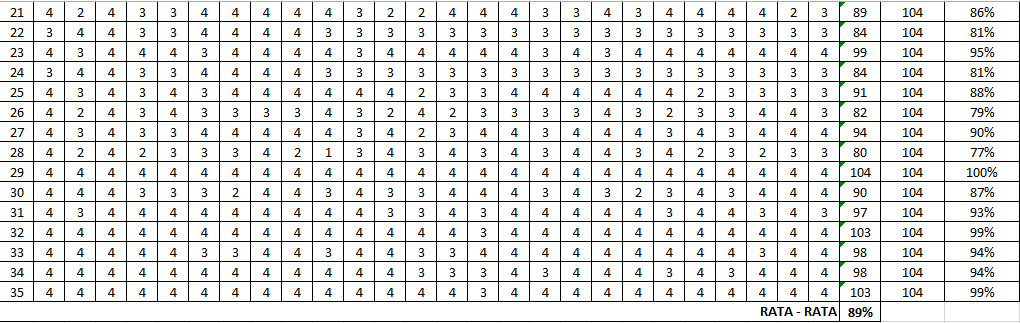 21 4 2 4 3 3 4 4 4 4 4 3 2 2 4 4 4 3 3 4 3 4 4 4 4 2 3 89 104 86%
22 3 4 4 3 3 4 4 4 4 3 3 3 3 3 3 3 3 3 3 3 3 3 3 3 3 3 84 104 81%
23 4 3 4 4 4 3 4 4 4 4 3 4 4 4 4 3 4 3 4 4 4 4 4 4 4 4 99 104 95%
24 3 4 4 3 3 4 4 4 4 3 3 3 3 3 3 3 3 3 3 3 3 3 3 3 3 3 84 104 81%
25 4 3 4 3 4 3 4 4 4 4 4 4 2 3 3 4 4 4 4 4 4 2 3 3 3 3 91 104 88%
26 4 2 4 3 4 3 3 3 3 4 3 2 4 2 3 3 3 3 4 3 2 3 3 4 4 3 82 104 79%
27 4 3 4 3 3 4 4 4 4 4 3 4 2 3 4 4 3 4 4 4 3 4 3 4 4 4 94 104 90%
28 4 2 4 2 3 3 3 4 2 1 3 4 3 4 3 4 3 4 4 3 4 2 3 2 3 3 80 104 77%
29 4 4 4 4 4 4 4 4 4 4 4 4 4 4 4 4 4 4 4 4 4 4 4 4 4 4 104 104 100%
30 4 4 4 3 3 3 2 4 4 3 4 3 3 4 4 4 3 4 3 2 3 4 3 4 4 4 90 104 87%
31 4 3 4 4 4 4 4 4 4 4 4 3 3 4 3 4 4 4 4 4 3 4 4 3 4 3 97 104 93%
32 4 4 4 4 4 4 4 4 4 4 4 4 4 4 3 4 4 4 4 4 4 4 4 4 4 4 103 104 99%
33 4 4 4 4 4 3 3 4 4 3 4 4 3 3 4 4 4 4 4 4 4 4 4 3 4 4 98 104 94%
34 4 4 4 4 4 4 4 4 4 4 4 4 3 3 3 4 3 4 4 4 3 4 3 4 4 4 98 104 94%
35 4 4 4 4 4 4 4 4 4 4 4 4 4 4 3 4 4 4 4 4 4 4 4 4 4 4 103 104 99%
RATA - RATA 89%